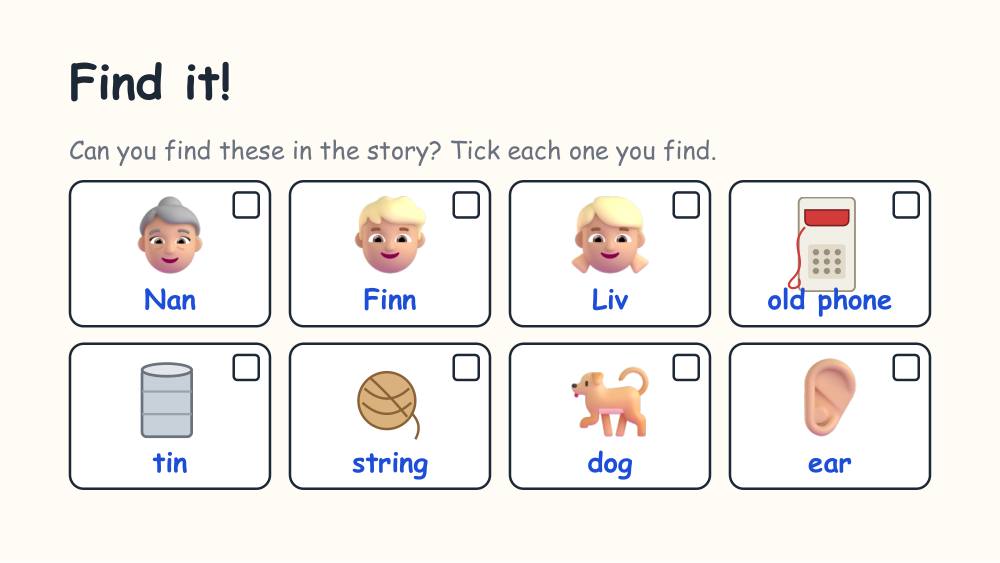 Find it!
Can you find these in the story? Tick each one you find.
Nan
Finn
Liv
old phone
tin
string
dog
ear